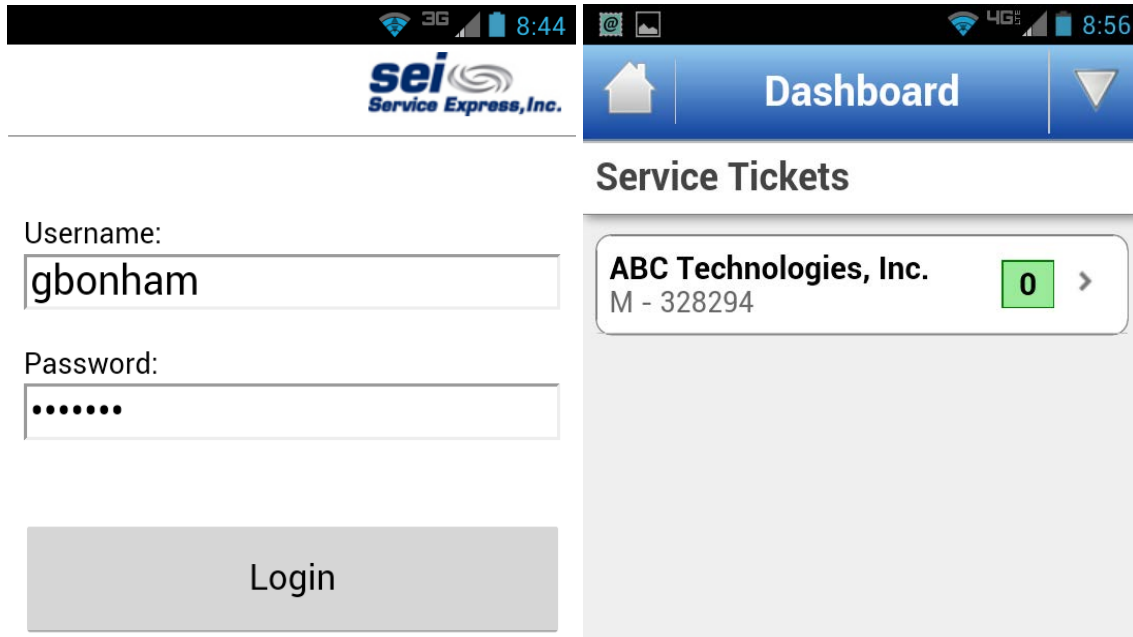 3G 8:44
sei
Service Express, Inc.
Username:
gbonham
Password:
•••••••
Login
@ 4G LTE 8:56
Dashboard
Service Tickets
ABC Technologies, Inc.
M - 328294
0